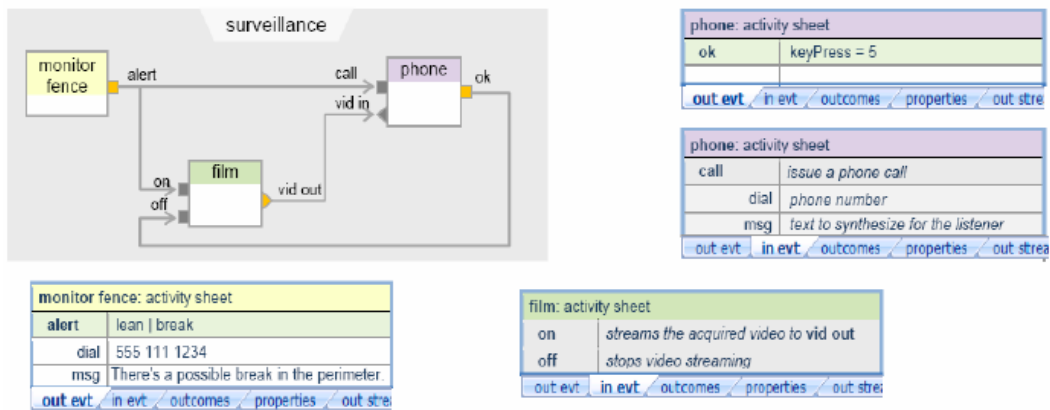 surveillance
monitor
fence
alert
call
phone
ok
vid in
film
on
off
vid out
phone: activity sheet
ok keyPress = 5
out evt in evt outcomes properties out stre
phone: activity sheet
call issue a phone call
dial phone number
msg text to synthesize for the listener
out evt in evt outcomes properties out strea
monitor fence: activity sheet
alert lean | break
dial 555 111 1234
msg There's a possible break in the perimeter.
out evt in evt outcomes properties out stre
film: activity sheet
on streams the acquired video to vid out
off stops video streaming
out evt in evt outcomes properties out strea